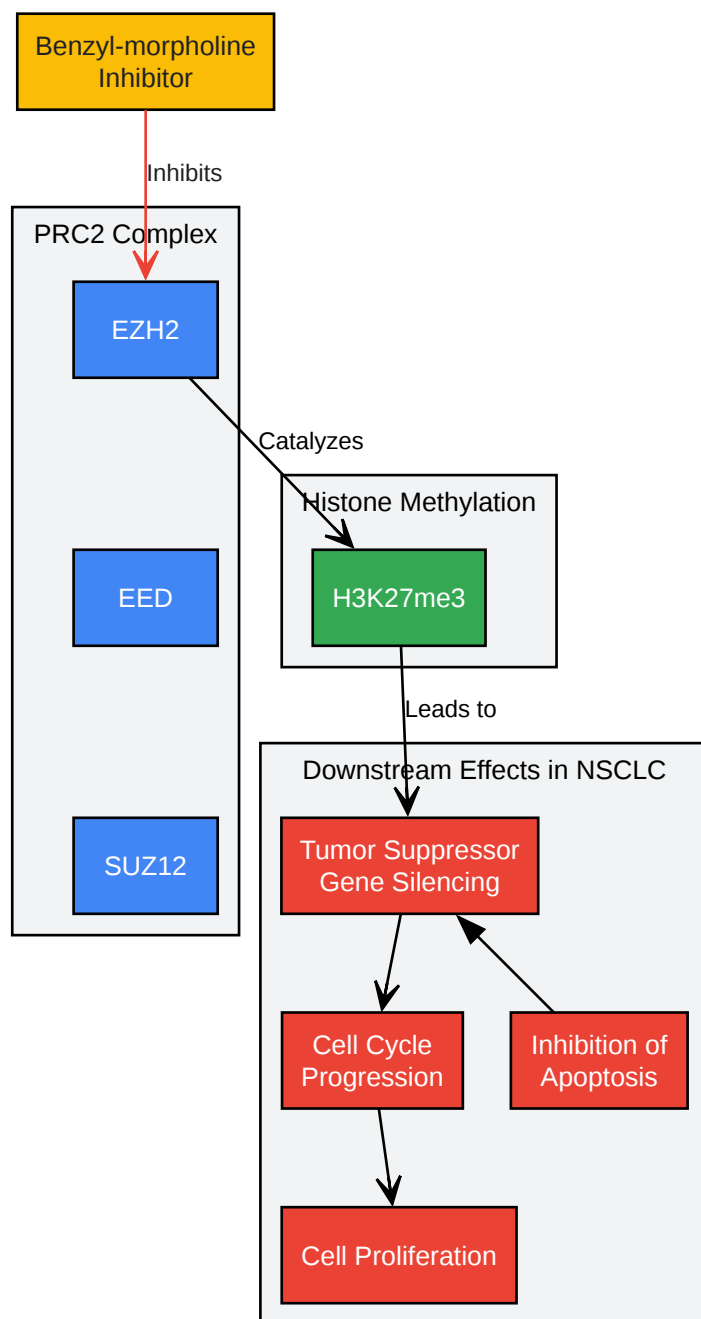 Benzyl-morpholine
Inhibitor
Inhibits
PRC2 Complex
EZH2
Catalyzes
Histone Methylation
EED
H3K27me3
Leads to
Downstream Effects in NSCLC
SUZ12
Tumor Suppressor
Gene Silencing
Cell Cycle
Progression
Inhibition of
Apoptosis
Cell Proliferation